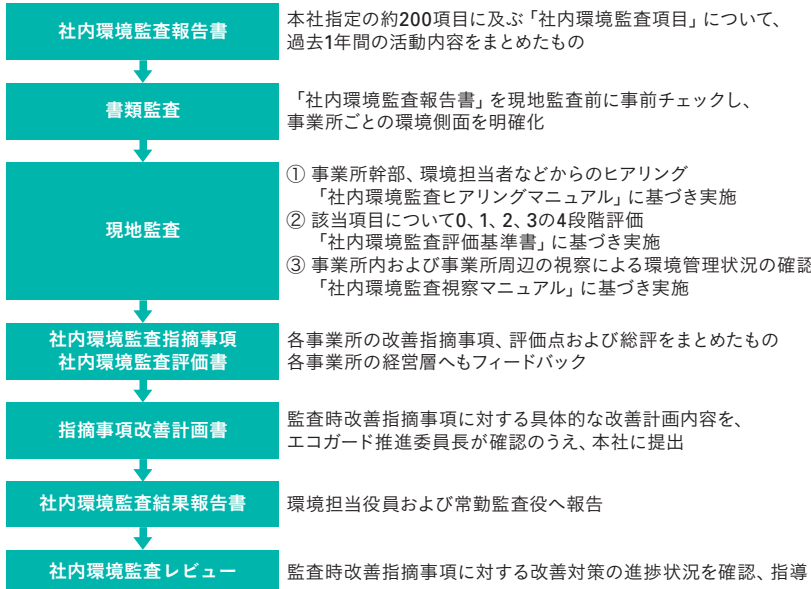 社内環境監査報告書
本社指定の約200項目に及ぶ「社内環境監査項目」について、
過去1年間の活動内容をまとめたもの
書類監査
「社内環境監査報告書」を現地監査前に事前チェックし、
事業所ごとの環境側面を明確化
現地監査
① 事業所幹部、環境担当者などからのヒアリング
「社内環境監査ヒアリングマニュアル」に基づき実施
② 該当項目について0、1、2、3の4段階評価
「社内環境監査評価基準書」に基づき実施
③ 事業所内および事業所周辺の視察による環境管理状況の確認
「社内環境監査視察マニュアル」に基づき実施
社内環境監査指摘事項
社内環境監査評価書
各事業所の改善指摘事項、評価点および総評をまとめたもの
各事業所の経営層へもフィードバック
指摘事項改善計画書
監査時改善指摘事項に対する具体的な改善計画内容を、
エコガード推進委員長が確認のうえ、本社に提出
社内環境監査結果報告書
環境担当役員および常勤監査役へ報告
社内環境監査レビュー
監査時改善指摘事項に対する改善対策の進捗状況を確認、指導